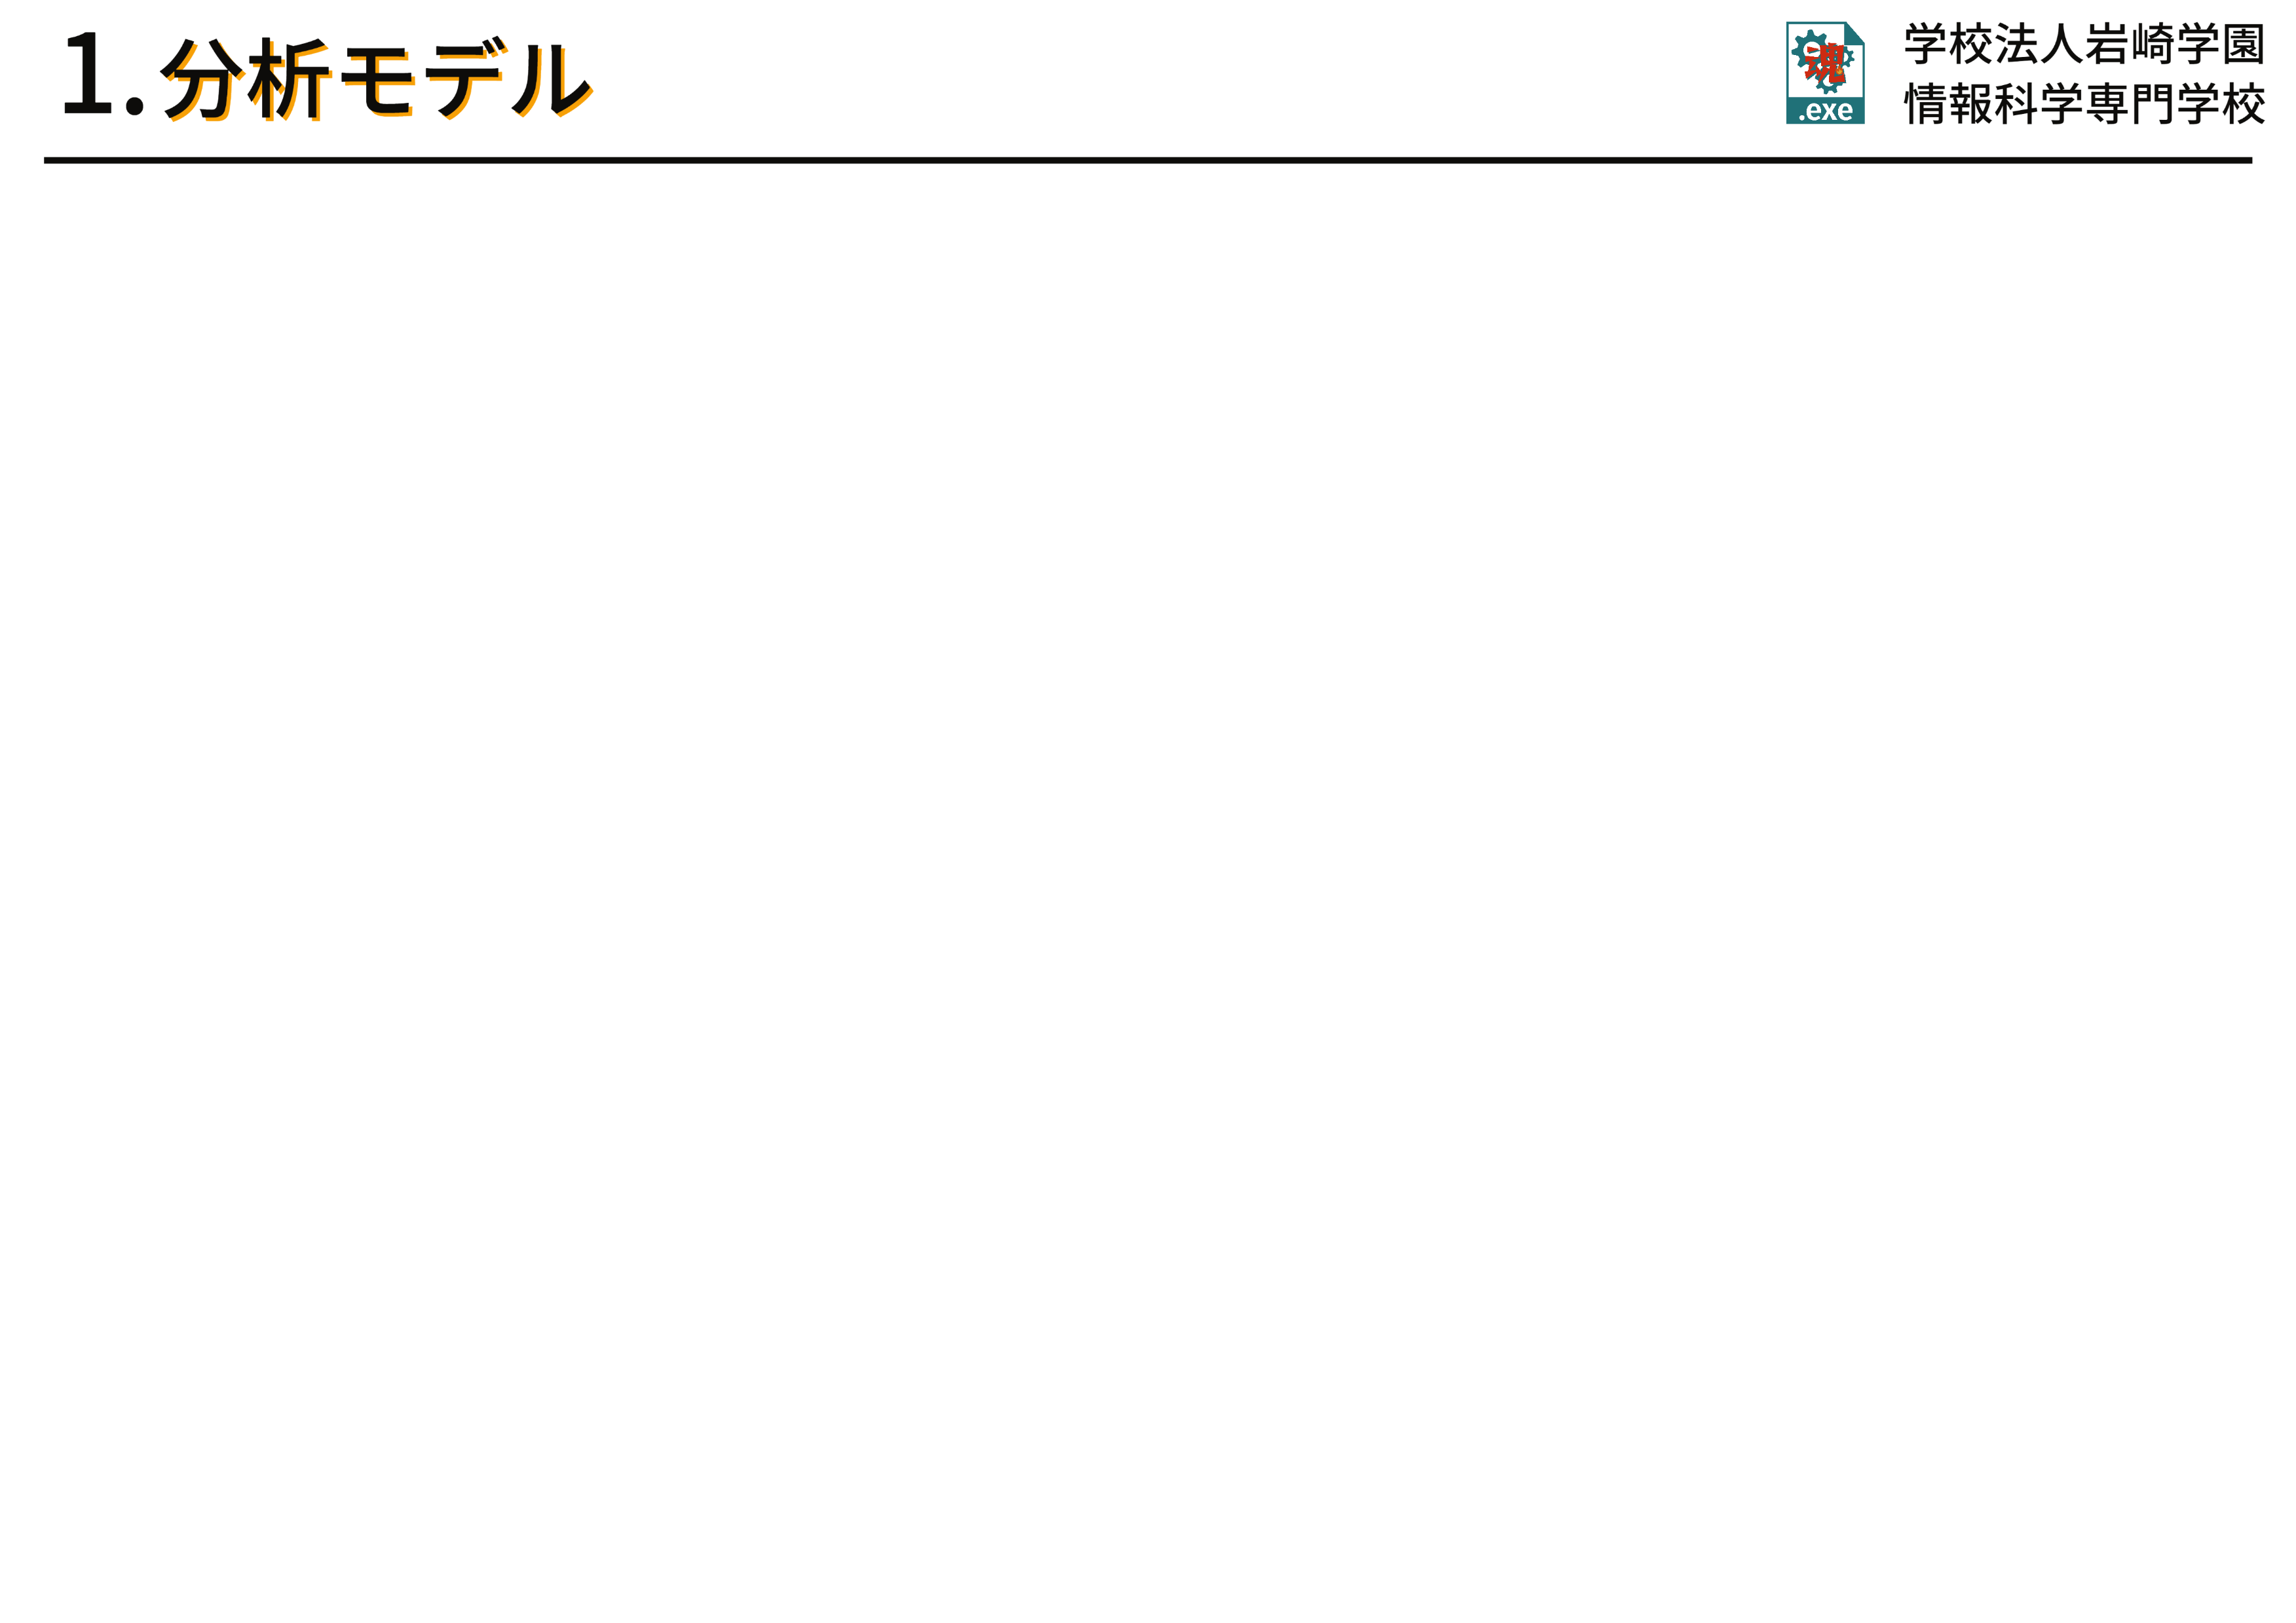 1.分析モデル
魂
.exe
学校法人岩崎学園
情報科学専門学校